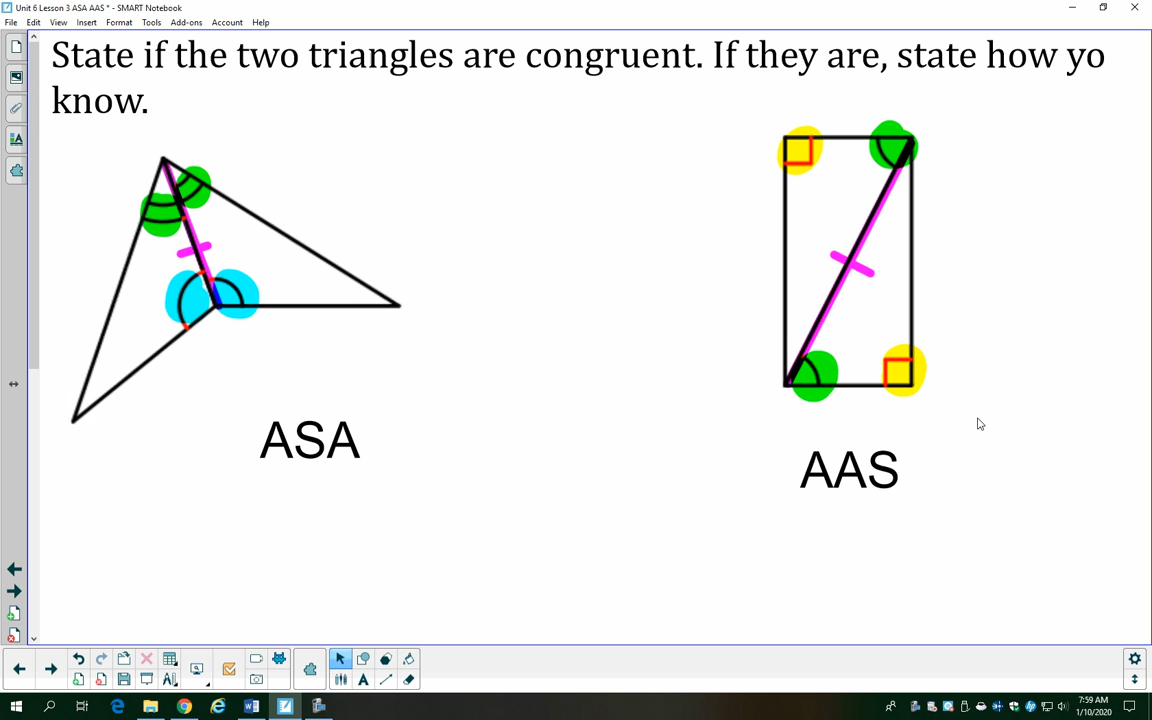 Unit 6 Lesson 3 ASA AAS * - SMART Notebook
File Edit View Insert Format Tools Add-ons Account Help
State if the two triangles are congruent. If they are, state how yo
know.
ASA
AAS
7:59 AM
1/10/2020